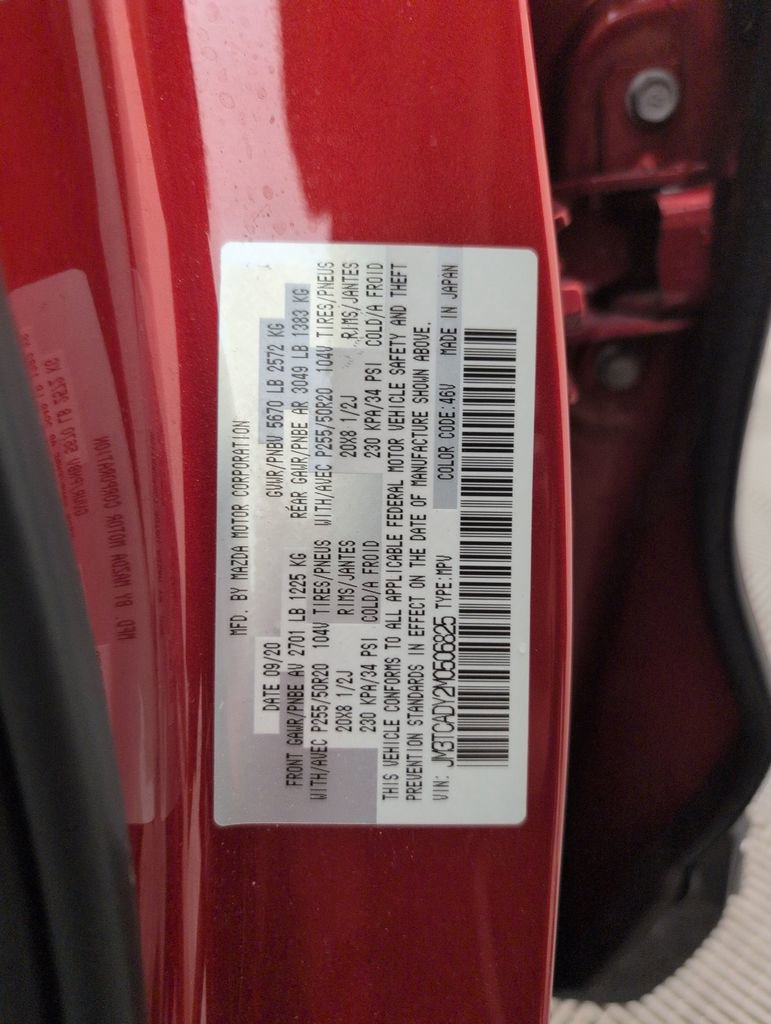 MFD. BY MAZDA MOTOR CORPORATION
DATE 09/20 GVWR/PNBV 5670 LB 2572 KG
FRONT GAWR/PNBE AV 2701 LB 1225 KG RÉAR GAWR/PNBE AR 3049 LB 1383 KG
WITH/AVEC P255/50R20 104V TIRES/PNEUS WITH/AVEC P255/50R20 104V TIRES/PNEUS
20X8 1/2J RIMS/JANTES 20X8 1/2J RIMS/JANTES
230 KPA/34 PSI COLD/A FROID 230 KPA/34 PSI COLD/A FROID
THIS VEHICLE CONFORMS TO ALL APPLICABLE FEDERAL MOTOR VEHICLE SAFETY AND THEFT
PREVENTION STANDARDS IN EFFECT ON THE DATE OF MANUFACTURE SHOWN ABOVE.
VIN: JM3TCADY2M0506825 TYPE:MPV COLOR CODE:46V MADE IN JAPAN